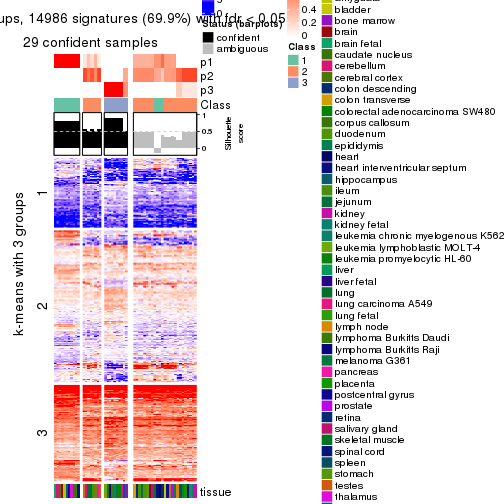 ups, 14986 signatures (69.9%) with fdr < 0.05
29 confident samples
p1
p2
p3
Class
1
0.5
0
Silhouette
score
k-means with 3 groups
1
2
3
tissue
0
Status (barplots)
confident
ambiguous
0.4
0.2
0
Class
1
2
3
bladder
bone marrow
brain
brain fetal
caudate nucleus
cerebellum
cerebral cortex
colon descending
colon transverse
colorectal adenocarcinoma SW480
corpus callosum
duodenum
epididymis
heart
heart interventricular septum
hippocampus
ileum
jejunum
kidney
kidney fetal
leukemia chronic myelogenous K562
leukemia lymphoblastic MOLT-4
leukemia promyelocytic HL-60
liver
liver fetal
lung
lung carcinoma A549
lung fetal
lymph node
lymphoma Burkitts Daudi
lymphoma Burkitts Raji
melanoma G361
pancreas
placenta
postcentral gyrus
prostate
retina
salivary gland
skeletal muscle
spinal cord
spleen
stomach
testes
thalamus